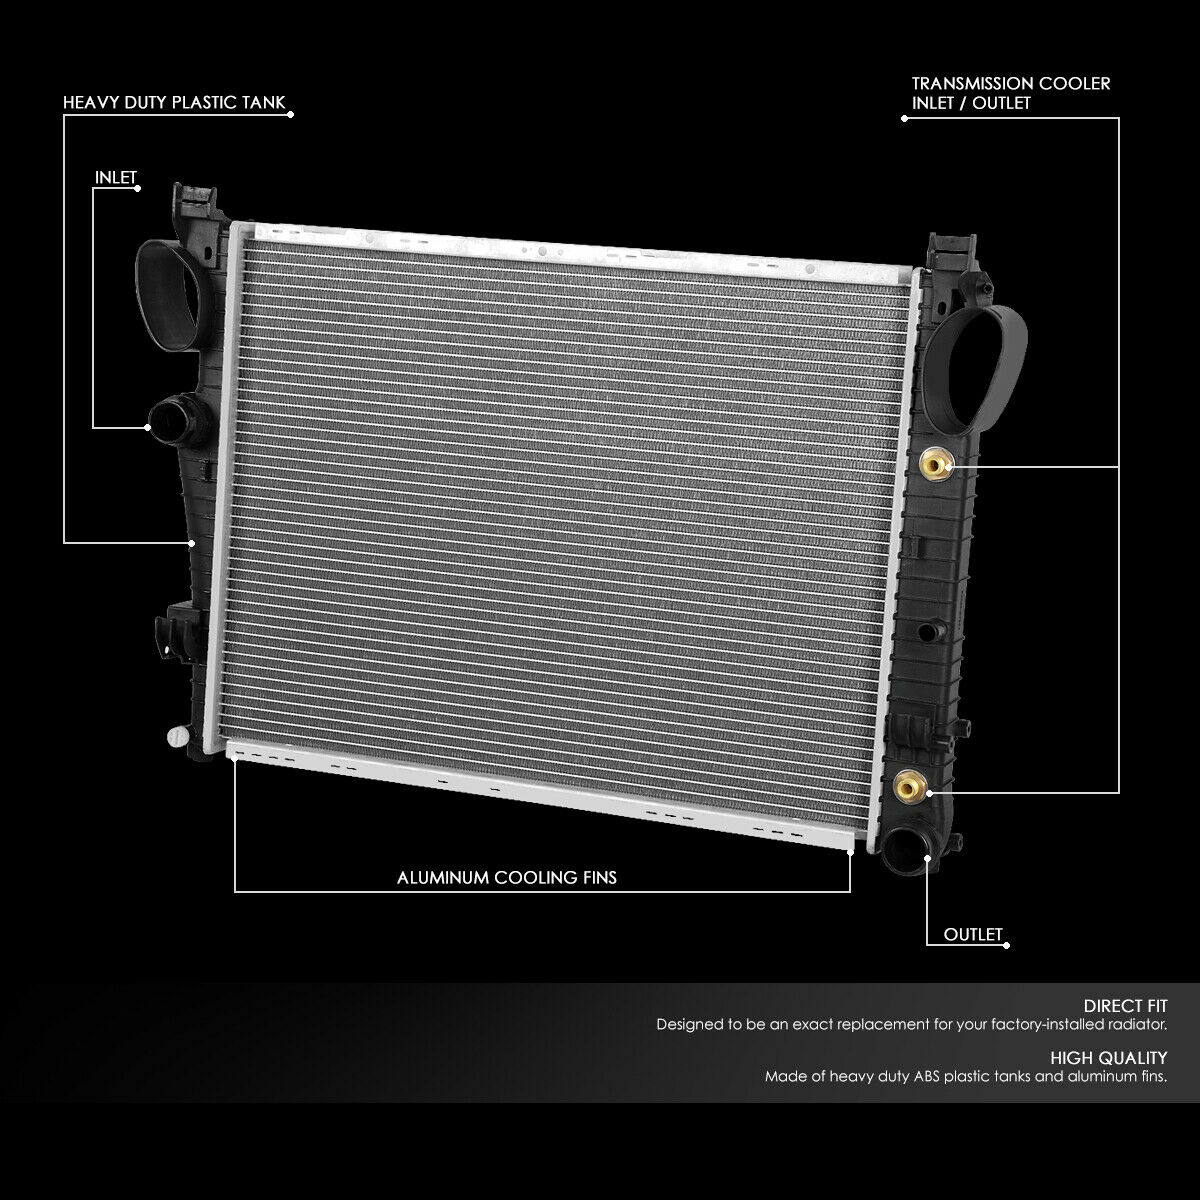 HEAVY DUTY PLASTIC TANK
TRANSMISSION COOLER
INLET / OUTLET
INLET
ALUMINUM COOLING FINS
OUTLET
DIRECT FIT
Designed to be an exact replacement for your factory-installed radiator.
HIGH QUALITY
Made of heavy duty ABS plastic tanks and aluminum fins.